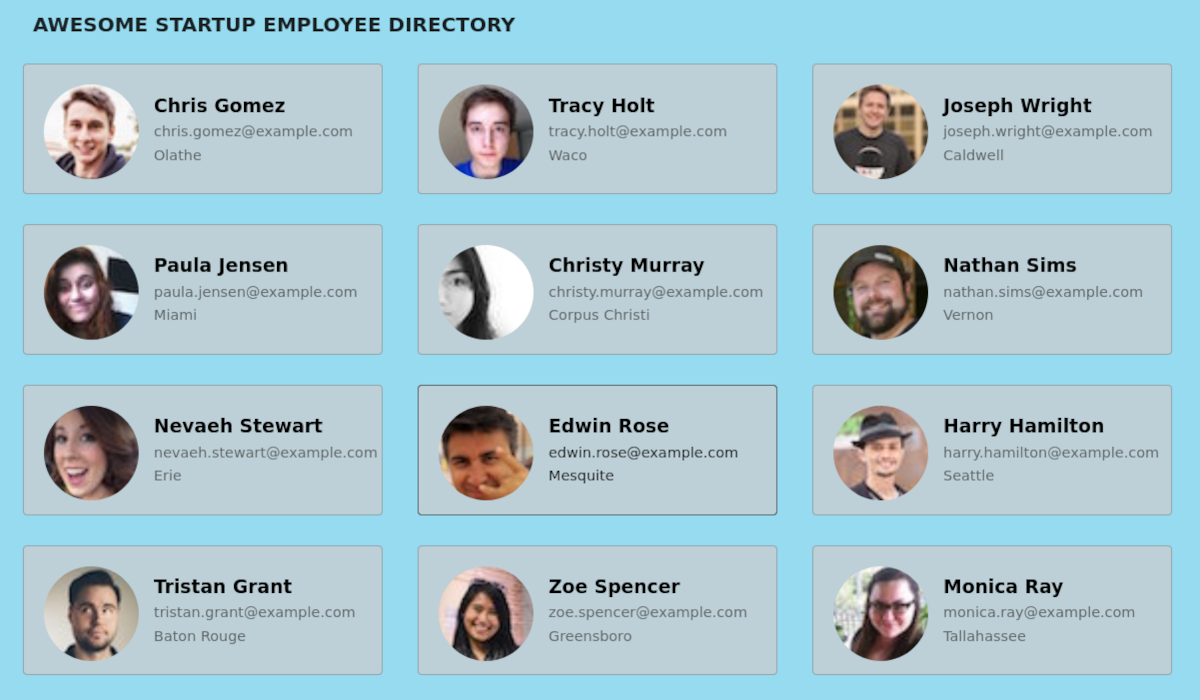 AWESOME STARTUP EMPLOYEE DIRECTORY
Chris Gomez
chris.gomez@example.com
Olathe
Tracy Holt
tracy.holt@example.com
Waco
Joseph Wright
joseph.wright@example.com
Caldwell
Paula Jensen
paula.jensen@example.com
Miami
Christy Murray
christy.murray@example.com
Corpus Christi
Nathan Sims
nathan.sims@example.com
Vernon
Nevaeh Stewart
nevaeh.stewart@example.com
Erie
Edwin Rose
edwin.rose@example.com
Mesquite
Harry Hamilton
harry.hamilton@example.com
Seattle
Tristan Grant
tristan.grant@example.com
Baton Rouge
Zoe Spencer
zoe.spencer@example.com
Greensboro
Monica Ray
monica.ray@example.com
Tallahassee